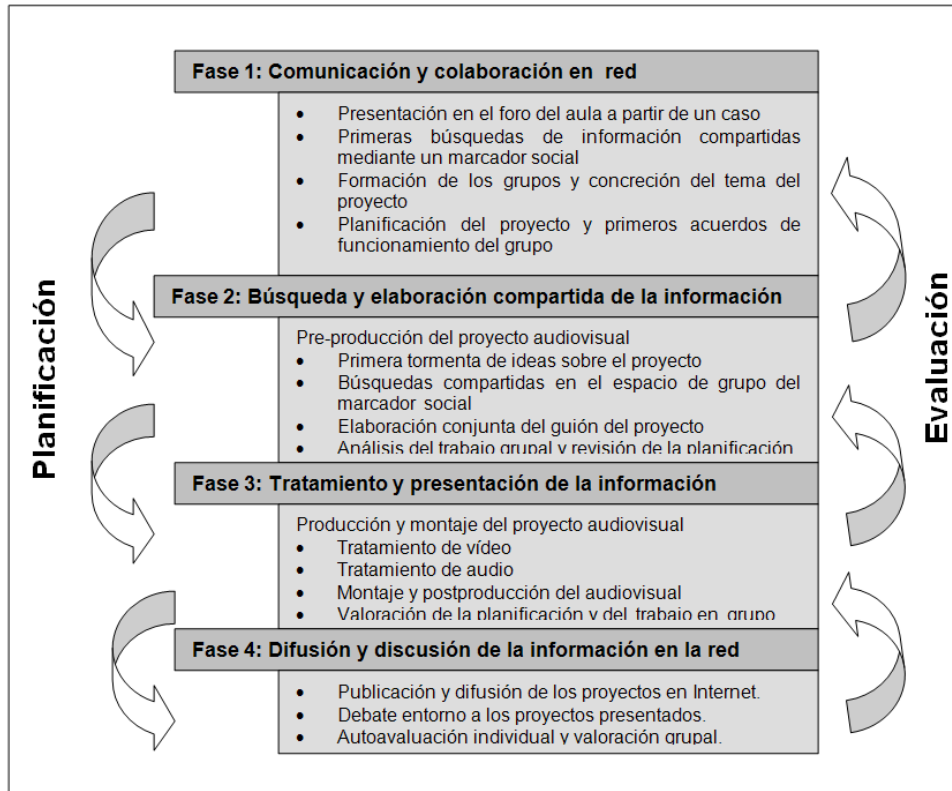 Fase 1: Comunicación y colaboración en red
• Presentación en el foro del aula a partir de un caso
• Primeras búsquedas de información compartidas
mediante un marcador social
• Formación de los grupos y concreción del tema del
proyecto
• Planificación del proyecto y primeros acuerdos de
funcionamiento del grupo
Planificación
Evaluación
Fase 2: Búsqueda y elaboración compartida de la información
Pre-producción del proyecto audiovisual
• Primera tormenta de ideas sobre el proyecto
• Búsquedas compartidas en el espacio de grupo del
marcador social
• Elaboración conjunta del guión del proyecto
• Análisis del trabajo grupal y revisión de la planificación
Fase 3: Tratamiento y presentación de la información
Producción y montaje del proyecto audiovisual
• Tratamiento de vídeo
• Tratamiento de audio
• Montaje y postproducción del audiovisual
• Valoración de la planificación y del trabajo en grupo
Fase 4: Difusión y discusión de la información en la red
• Publicación y difusión de los proyectos en Internet.
• Debate entorno a los proyectos presentados.
• Autoavaluación individual y valoración grupal.